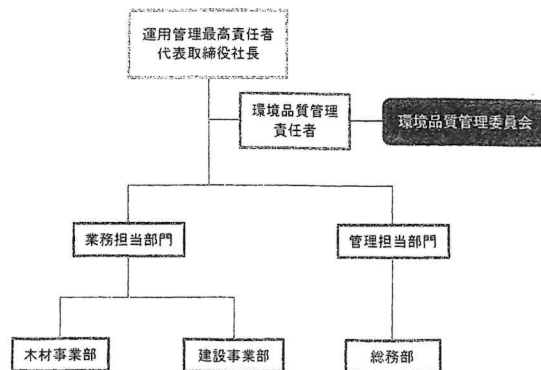 運用管理最高責任者
代表取締役社長
環境品質管理
責任者
環境品質管理委員会
業務担当部門
管理担当部門
木材事業部
建設事業部
総務部